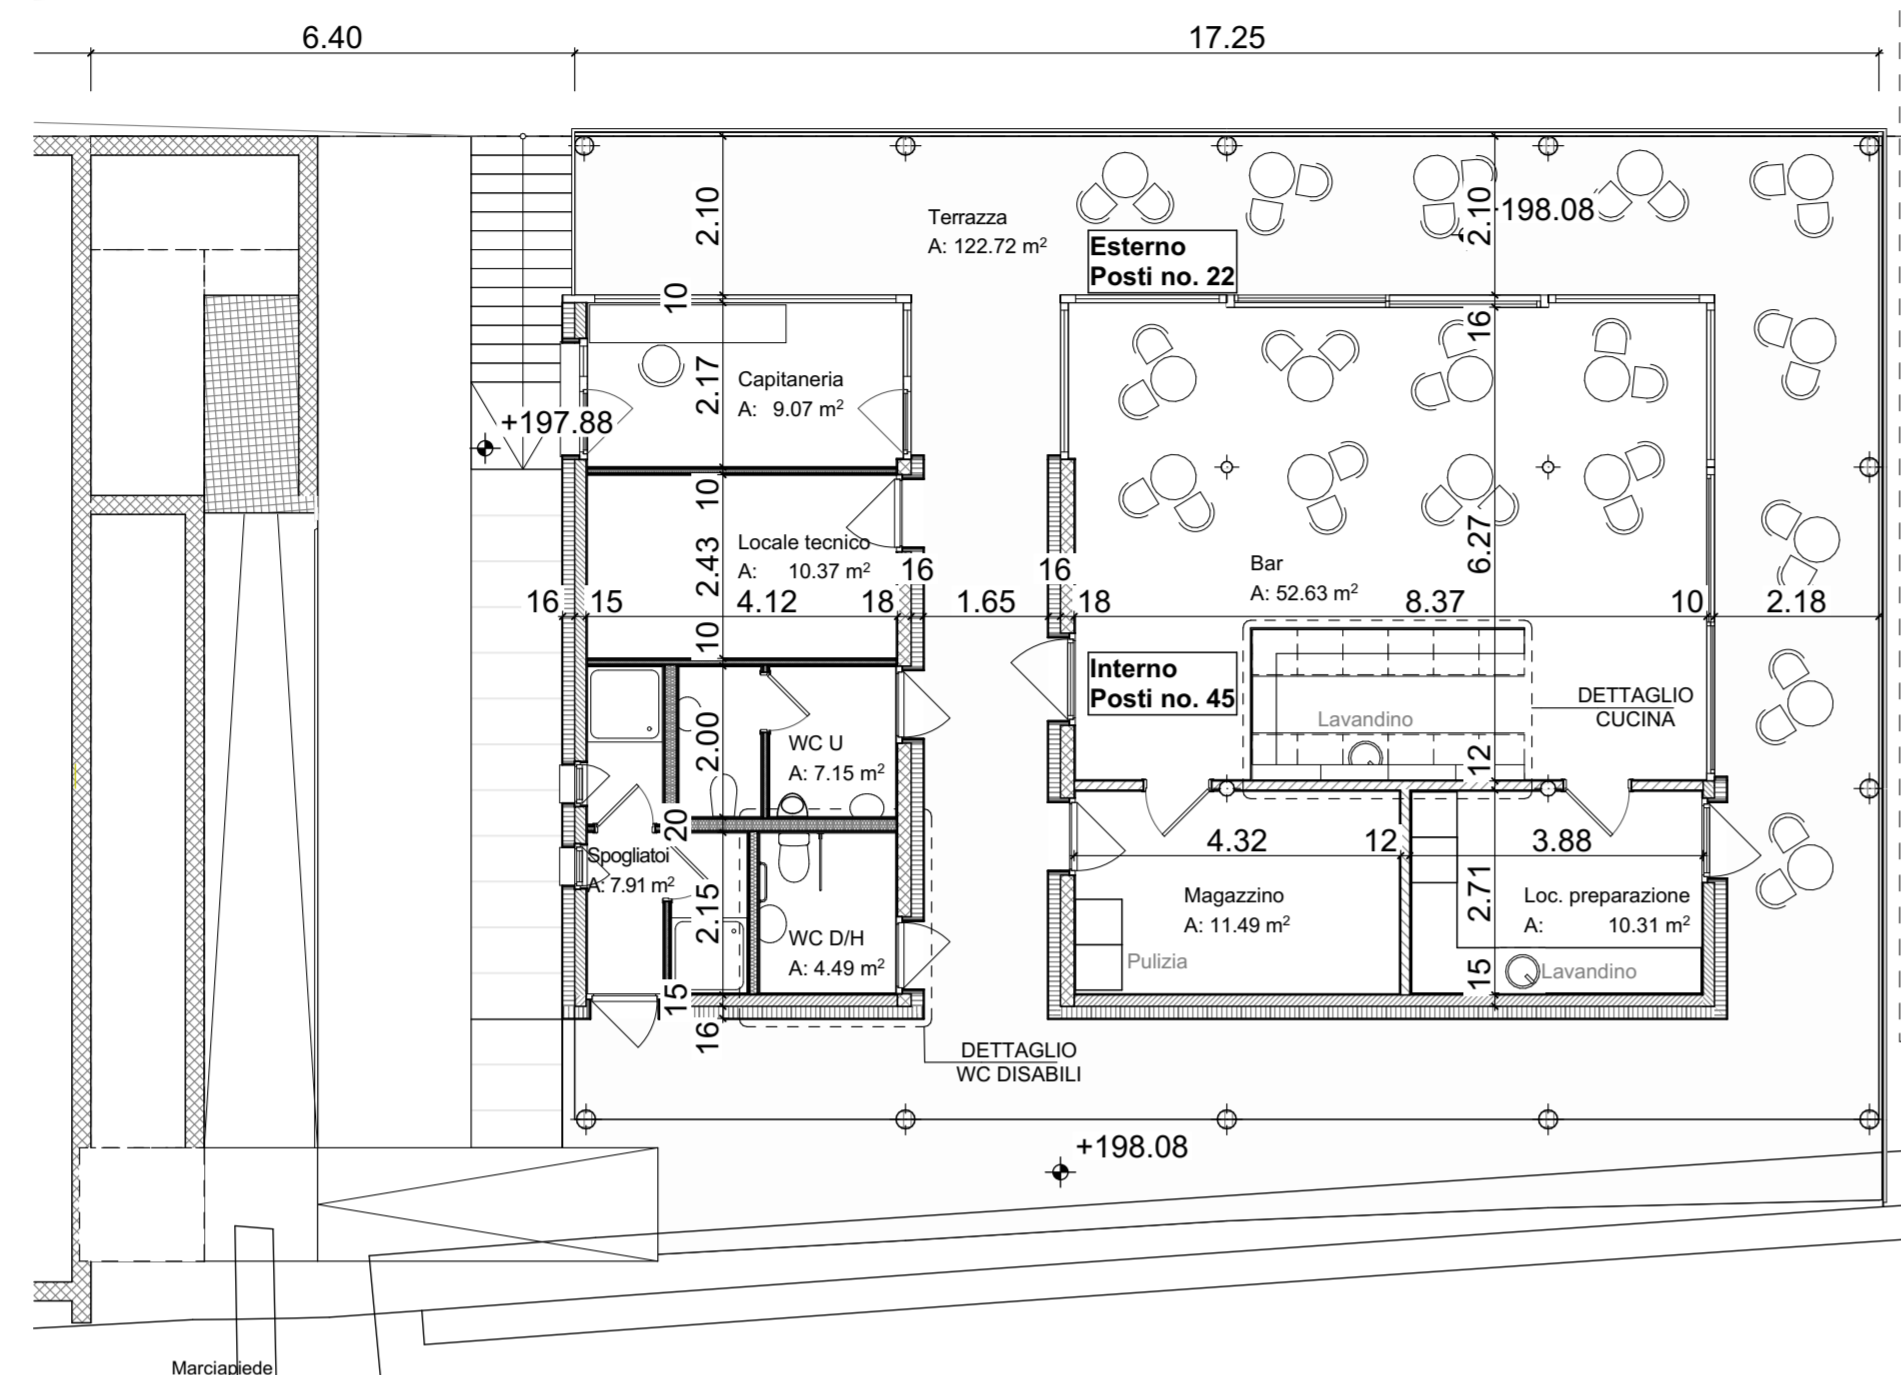 6.40
17.25
2.10
2.10
198.08
Terrazza
A: 122.72 m²
Esterno
Posti no. 22
10
16
2.17
Capitaneria
A: 9.07 m²
+197.88
10
2.43
Locale tecnico
A: 10.37 m²
6.27
Bar
A: 52.63 m²
16
16
16
15
4.12
18
1.65
18
8.37
10
2.18
10
Interno
Posti no. 45
DETTAGLIO
CUCINA
Lavandino
2.00
WC U
A: 7.15 m²
12
20
Spogliatoi
A: 7.91 m²
4.32
12
3.88
2.15
2.71
Magazzino
A: 11.49 m²
Loc. preparazione
A: 10.31 m²
WC D/H
A: 4.49 m²
Pulizia
Lavandino
15
15
16
DETTAGLIO
WC DISABILI
+198.08
Marciapiede